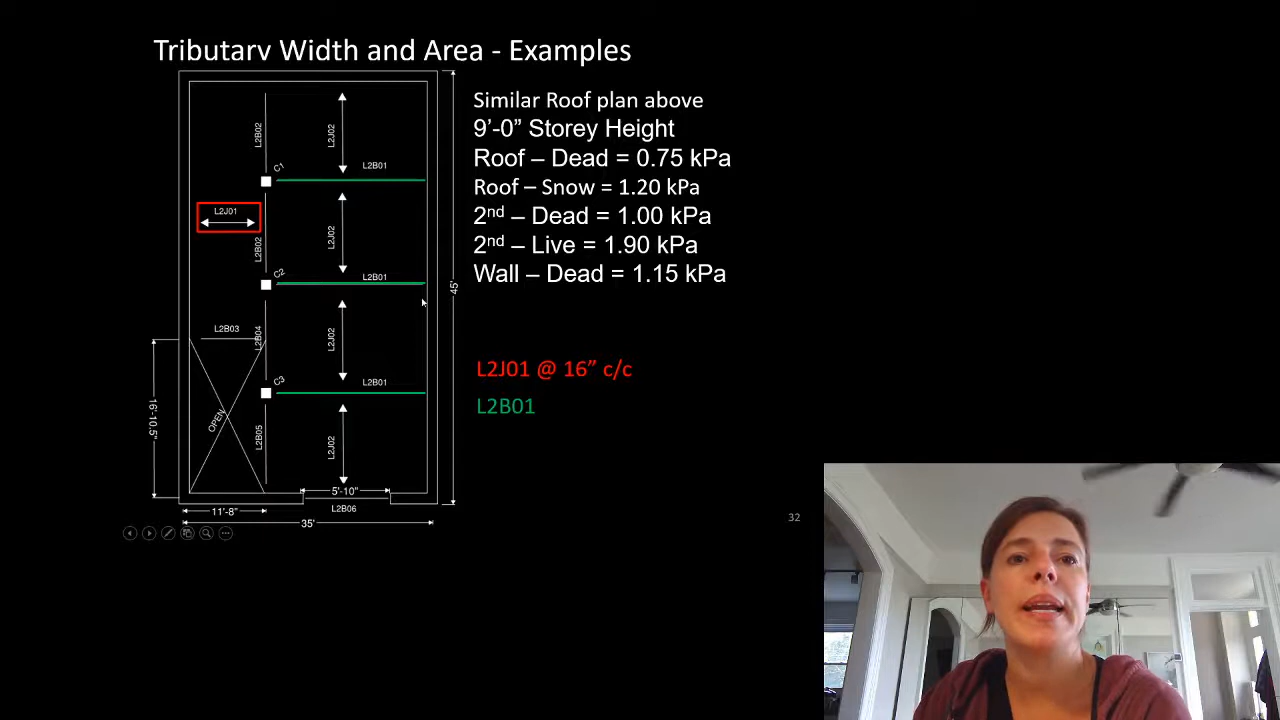 Tributary Width and Area - Examples
Similar Roof plan above
9’-0” Storey Height
Roof – Dead = 0.75 kPa
Roof – Snow = 1.20 kPa
2nd – Dead = 1.00 kPa
2nd – Live = 1.90 kPa
Wall – Dead = 1.15 kPa
L2J01 @ 16” c/c
L2B01
L2B02
L2J02
C1
L2B01
L2J01
L2B02
L2J02
C2
L2B01
45'
L2B03
L2B04
L2J02
C3
L2B01
16'-10.5"
OPEN
L2B05
L2J02
5'-10"
L2B06
11'-8"
35'
32